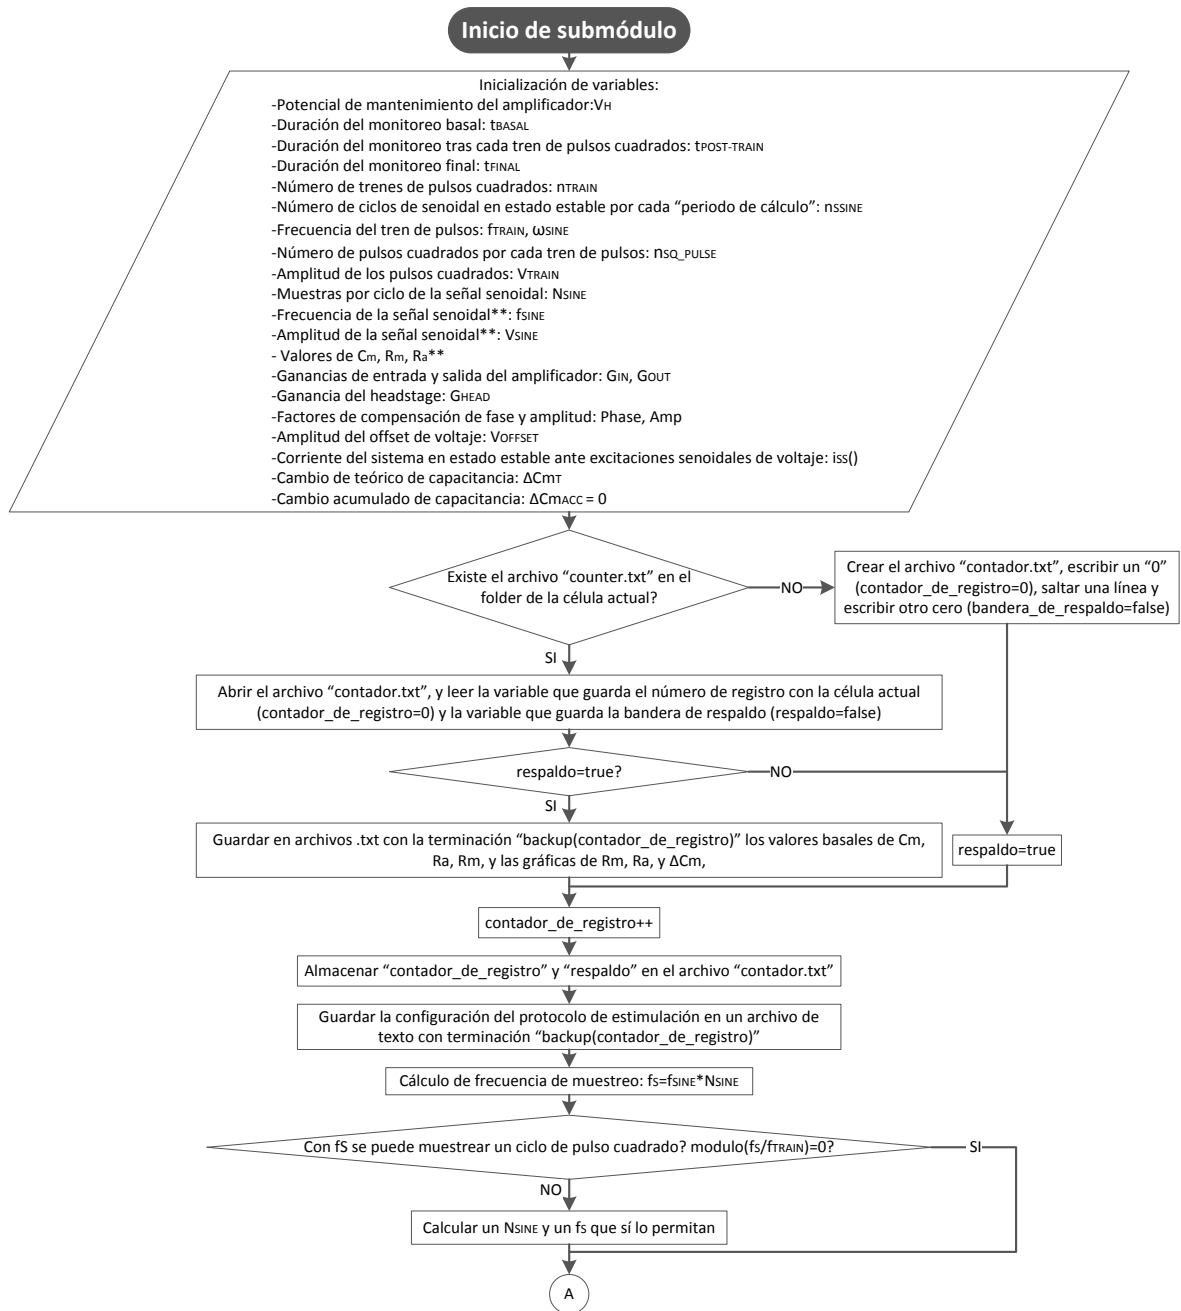 Inicio de submódulo
Inicialización de variables:
-Potencial de mantenimiento del amplificador:VH
-Duración del monitoreo basal: tBASAL
-Duración del monitoreo tras cada tren de pulsos cuadrados: tPOST-TRAIN
-Duración del monitoreo final: tFINAL
-Número de trenes de pulsos cuadrados: nTRAIN
-Número de ciclos de senoidal en estado estable por cada “periodo de cálculo”: nSSINE
-Frecuencia del tren de pulsos: fTRAIN, ωSINE
-Número de pulsos cuadrados por cada tren de pulsos: nSQ_PULSE
-Amplitud de los pulsos cuadrados: VTRAIN
-Muestras por ciclo de la señal senoidal: NSINE
-Frecuencia de la señal senoidal**: fSINE
-Amplitud de la señal senoidal**: VSINE
- Valores de Cm, Rm, Ra**
-Ganancias de entrada y salida del amplificador: GIN, GOUT
-Ganancia del headstage: GHEAD
-Factores de compensación de fase y amplitud: Phase, Amp
-Amplitud del offset de voltaje: VOFFSET
-Corriente del sistema en estado estable ante excitaciones senoidales de voltaje: iss()
-Cambio de teórico de capacitancia: ΔCmT
-Cambio acumulado de capacitancia: ΔCmACC = 0
Existe el archivo “counter.txt” en el
folder de la célula actual?
NO
Crear el archivo “contador.txt”, escribir un “0”
(contador_de_registro=0), saltar una línea y
escribir otro cero (bandera_de_respaldo=false)
SI
Abrir el archivo “contador.txt”, y leer la variable que guarda el número de registro con la célula actual
(contador_de_registro=0) y la variable que guarda la bandera de respaldo (respaldo=false)
respaldo=true?
NO
SI
Guardar en archivos .txt con la terminación “backup(contador_de_registro)” los valores basales de Cm,
Ra, Rm, y las gráficas de Rm, Ra, y ΔCm,
respaldo=true
contador_de_registro++
Almacenar “contador_de_registro” y “respaldo” en el archivo “contador.txt”
Guardar la configuración del protocolo de estimulación en un archivo de
texto con terminación “backup(contador_de_registro)”
Cálculo de frecuencia de muestreo: fs=fSINE*NSINE
Con fS se puede muestrear un ciclo de pulso cuadrado? modulo(fs/fTRAIN)=0?
SI
NO
Calcular un NSINE y un fs que sí lo permitan
A